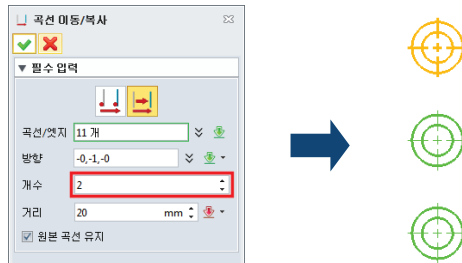 곡선 이동/복사
▼ 필수 입력
곡선/엣지 11 개
방향 -0,-1,-0
개수 2
거리 20 mm
원본 곡선 유지